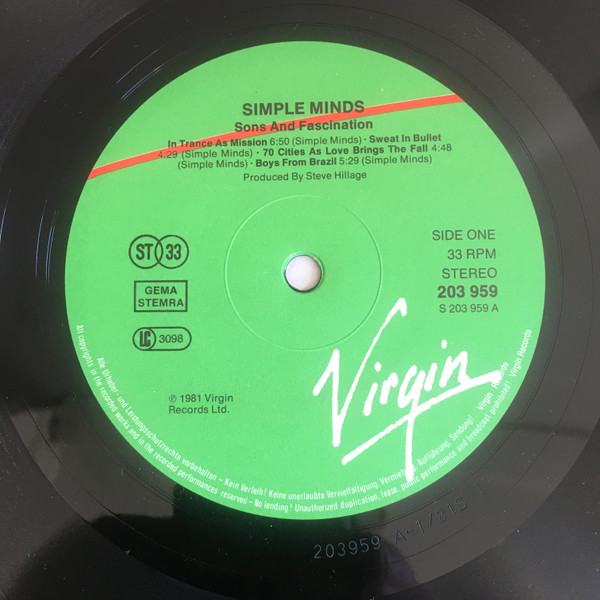 SIMPLE MINDS
Sons And Fascination
In Trance As Mission 6:50 (Simple Minds) · Sweat In Bullet
4.29 (Simple Minds) · 70 Cities As Love Brings The Fall 4:48
(Simple Minds) · Boys From Brazil 5:29 (Simple Minds)
Produced By Steve Hillage
ST 33
GEMA
STEMRA
LC 3098
SIDE ONE
33 RPM
STEREO
203 959
S 203 959 A
℗ 1981 Virgin
Records Ltd.
Virgin
Alle Urheber- und Leistungsschutzrechte vorbehalten – Kein Verleih! Keine unerlaubte Vervielfältigung, Vermietung, Aufführung, Sendung! Virgin Records
All copyrights in the recorded works and in the recorded performances reserved – No lending! Unauthorized duplication, lease, public performance and broadcast prohibited! Virgin Records
203959 A-1/81S